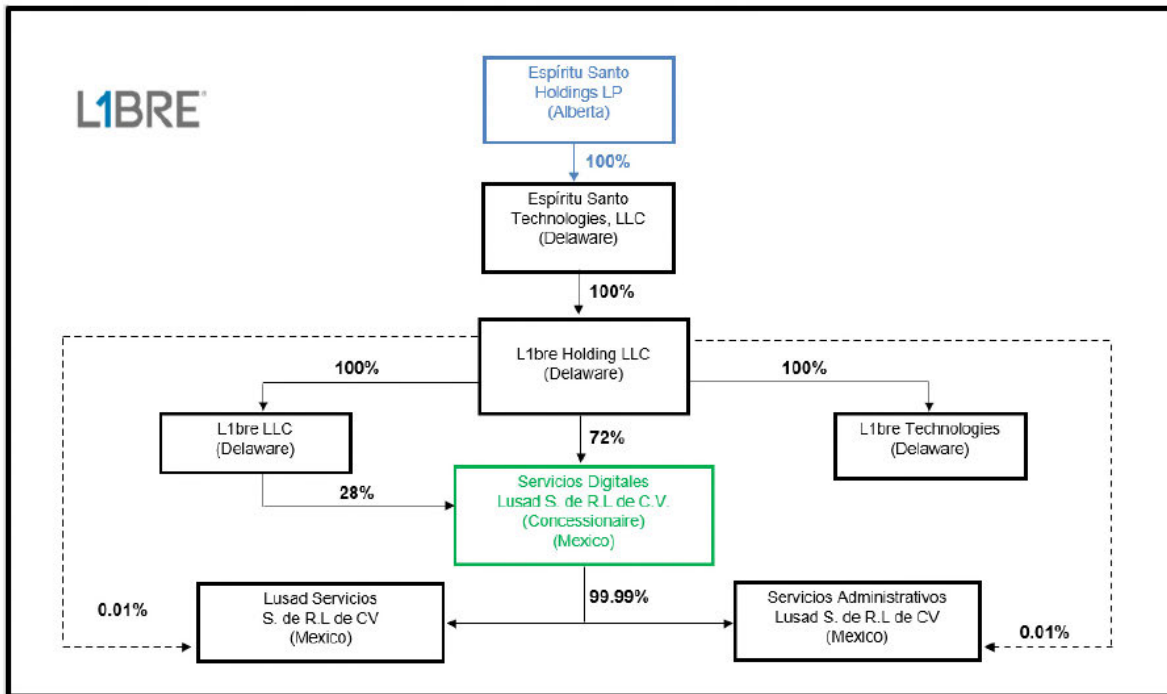 L1BRE
Espíritu Santo
Holdings LP
(Alberta)
100%
Espíritu Santo
Technologies, LLC
(Delaware)
100%
L1bre Holding LLC
(Delaware)
100%
100%
L1bre LLC
(Delaware)
72%
L1bre Technologies
(Delaware)
28%
Servicios Digitales
Lusad S. de R.L de C.V.
(Concessionaire)
(Mexico)
0.01%
Lusad Servicios
S. de R.L de CV
(Mexico)
99.99%
Servicios Administrativos
Lusad S. de R.L de CV
(Mexico)
0.01%